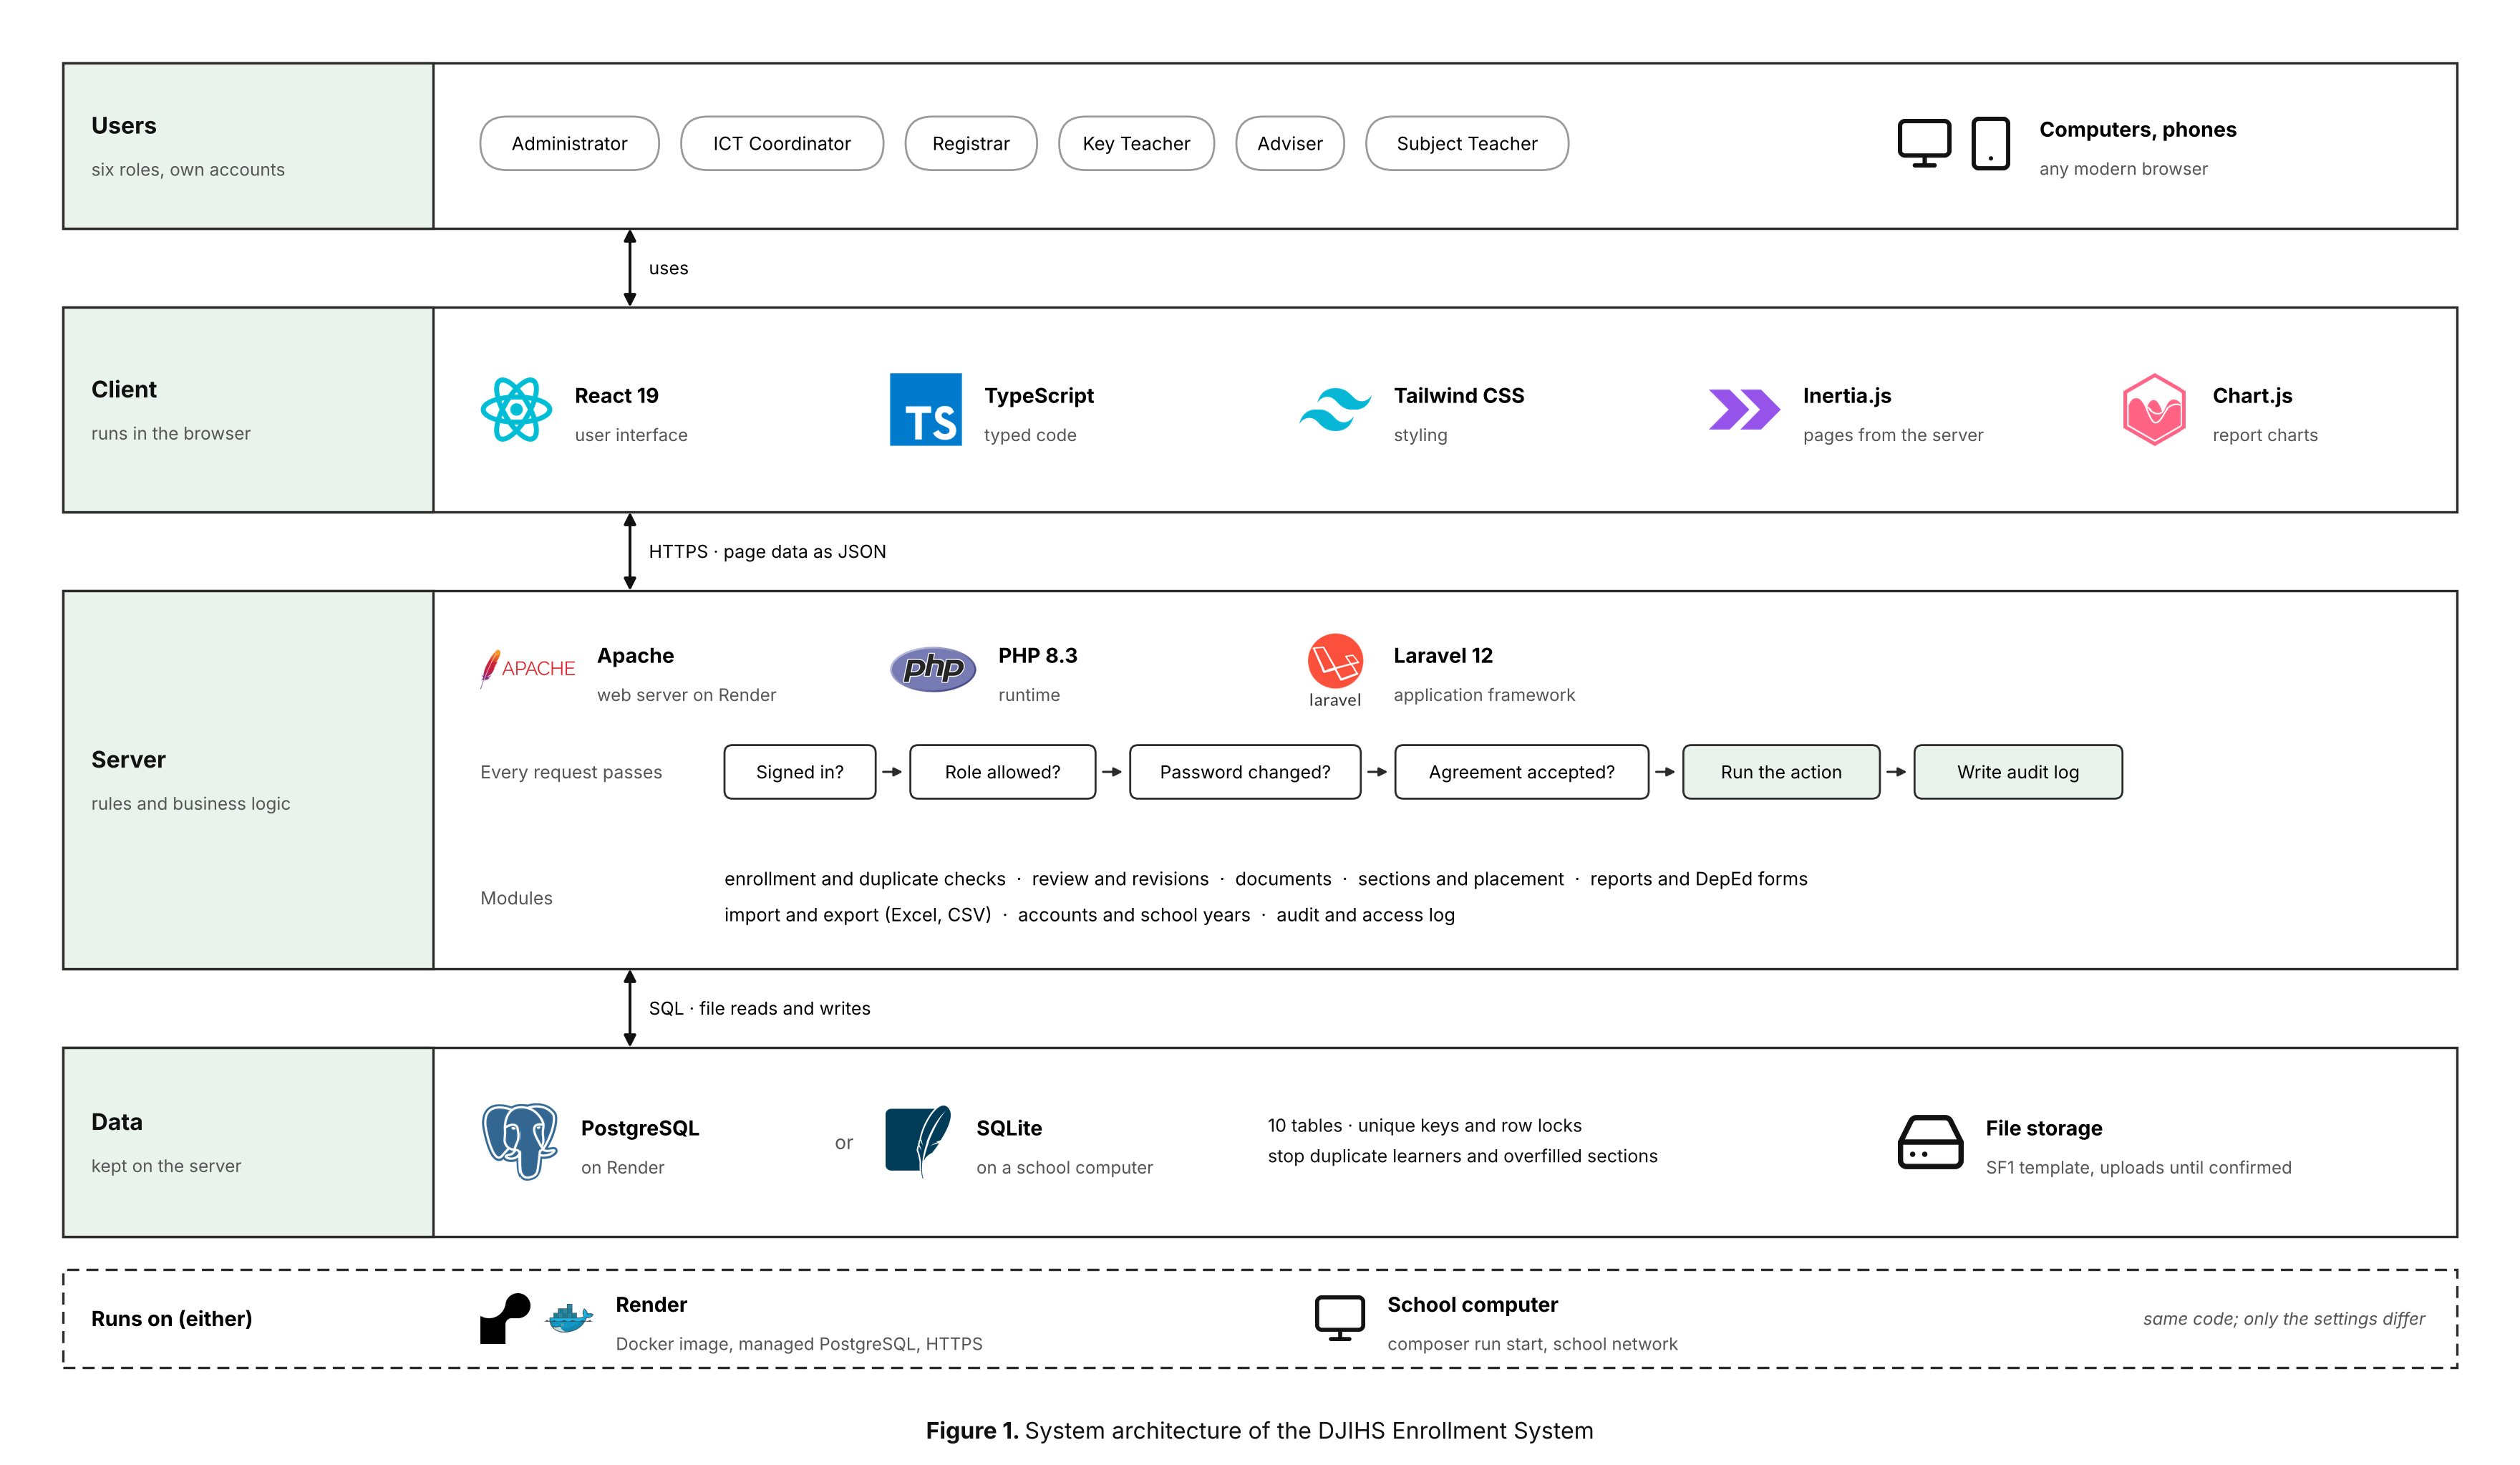 Users
six roles, own accounts
Administrator
ICT Coordinator
Registrar
Key Teacher
Adviser
Subject Teacher
Computers, phones
any modern browser
uses
Client
runs in the browser
React 19
user interface
TS
TypeScript
typed code
Tailwind CSS
styling
Inertia.js
pages from the server
Chart.js
report charts
HTTPS · page data as JSON
Server
rules and business logic
APACHE
Apache
web server on Render
php
PHP 8.3
runtime
laravel
Laravel 12
application framework
Every request passes
Signed in?
Role allowed?
Password changed?
Agreement accepted?
Run the action
Write audit log
Modules
enrollment and duplicate checks · review and revisions · documents · sections and placement · reports and DepEd forms
import and export (Excel, CSV) · accounts and school years · audit and access log
SQL · file reads and writes
Data
kept on the server
PostgreSQL
on Render
or
SQLite
on a school computer
10 tables · unique keys and row locks
stop duplicate learners and overfilled sections
File storage
SF1 template, uploads until confirmed
Runs on (either)
Render
Docker image, managed PostgreSQL, HTTPS
School computer
composer run start, school network
same code; only the settings differ
Figure 1. System architecture of the DJIHS Enrollment System